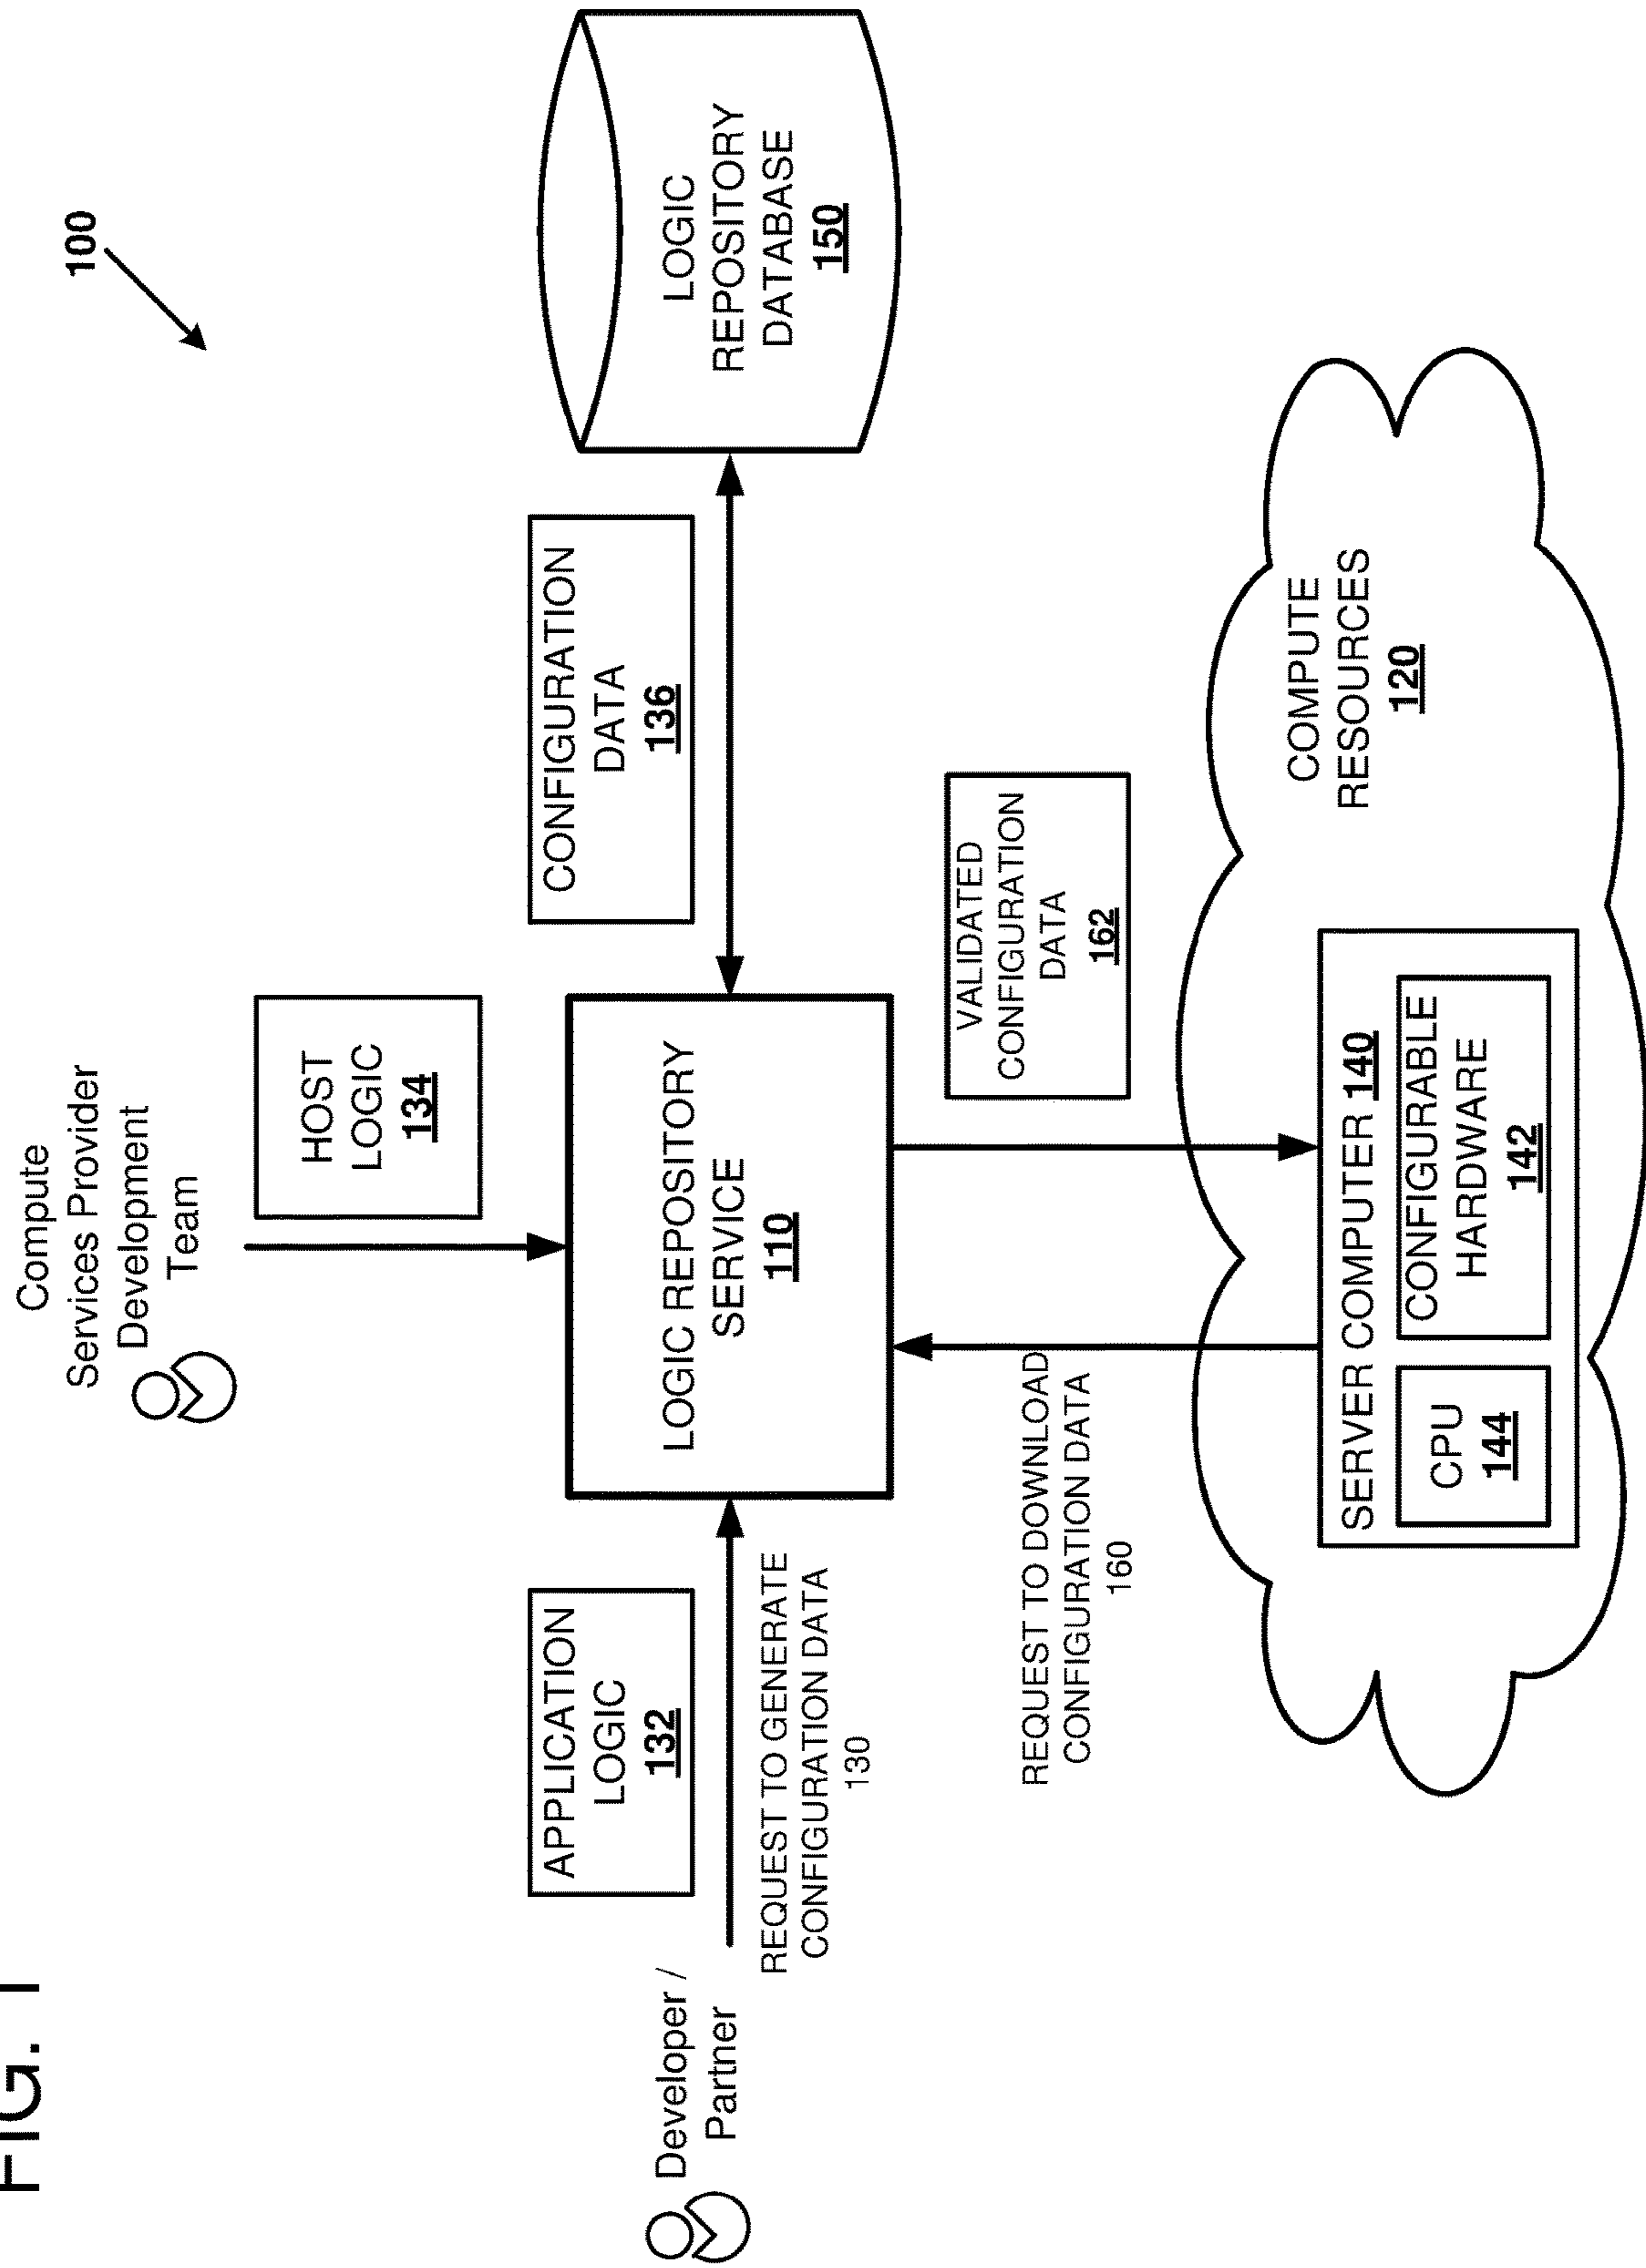 FIG. 1
100
Compute
Services Provider
Development
Team
HOST
LOGIC
134
APPLICATION
LOGIC
132
CONFIGURATION
DATA
136
Developer /
Partner
REQUEST TO GENERATE
CONFIGURATION DATA
130
LOGIC REPOSITORY
SERVICE
110
LOGIC
REPOSITORY
DATABASE
150
REQUEST TO DOWNLOAD
CONFIGURATION DATA
160
VALIDATED
CONFIGURATION
DATA
162
SERVER COMPUTER 140
CPU
144
CONFIGURABLE
HARDWARE
142
COMPUTE
RESOURCES
120